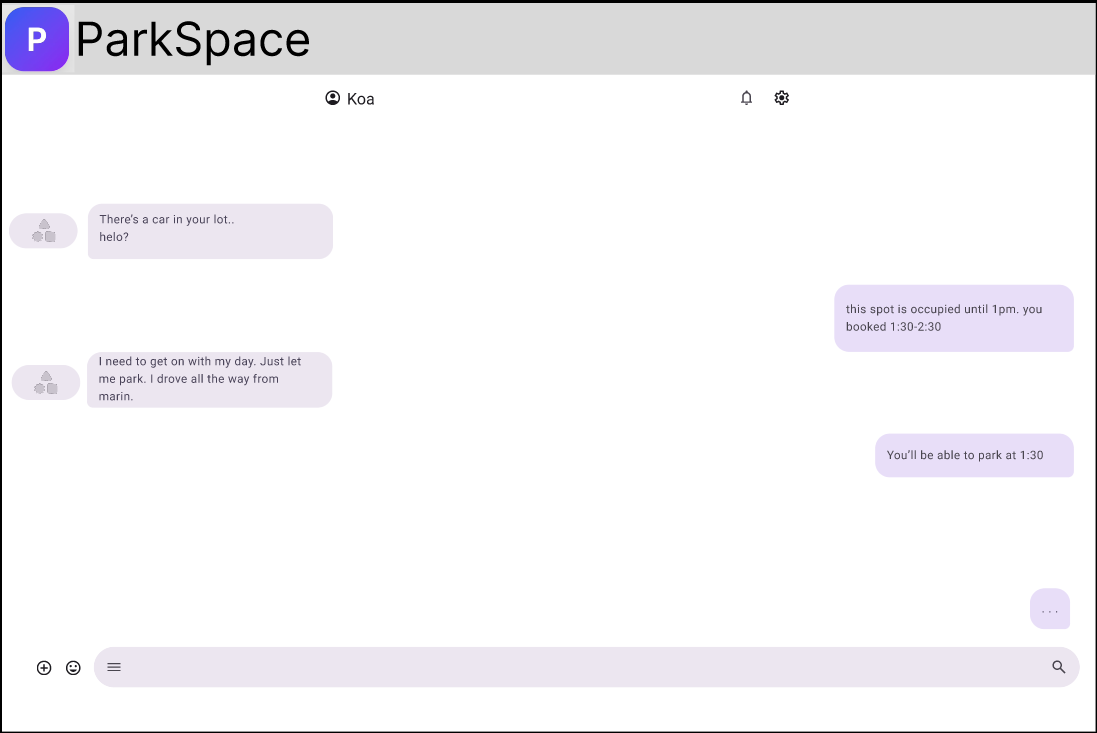 P
ParkSpace
Koa
There's a car in your lot..
helo?
this spot is occupied until 1pm. you
booked 1:30-2:30
I need to get on with my day. Just let
me park. I drove all the way from
marin.
You'll be able to park at 1:30
...